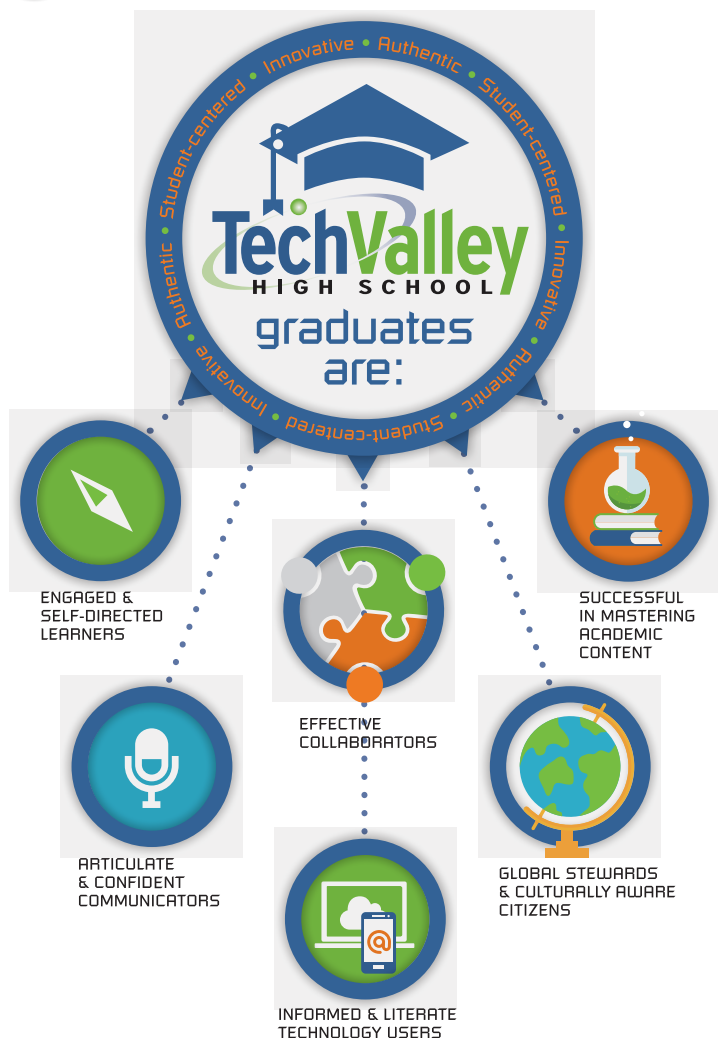 Authentic • Student-centered • Innovative • Authentic • Student-centered • Innovative • Authentic • Student-centered • Innovative •
TechValley
HIGH SCHOOL
graduates
are:
ENGAGED &
SELF-DIRECTED
LEARNERS
SUCCESSFUL
IN MASTERING
ACADEMIC
CONTENT
EFFECTIVE
COLLABORATORS
ARTICULATE
& CONFIDENT
COMMUNICATORS
GLOBAL STEWARDS
& CULTURALLY AWARE
CITIZENS
@
INFORMED & LITERATE
TECHNOLOGY USERS